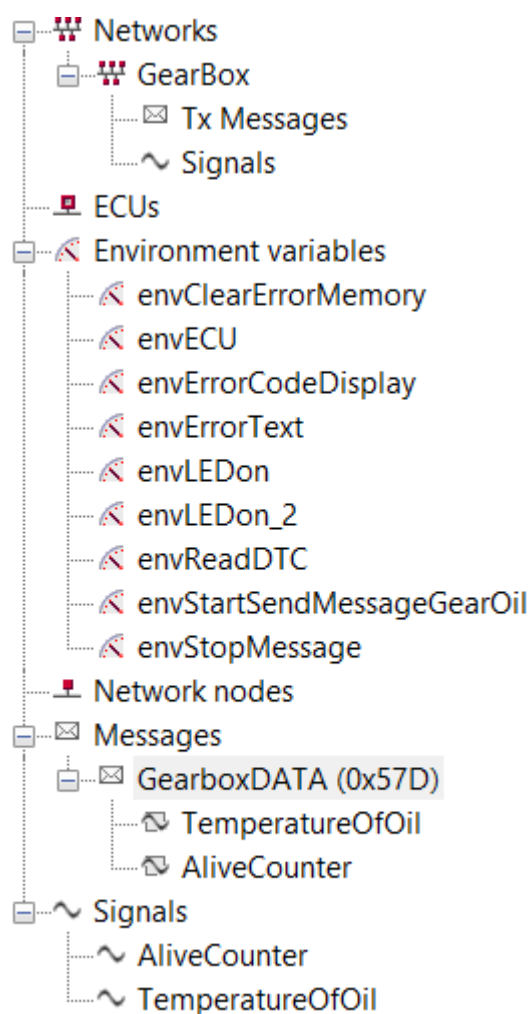 Networks
GearBox
Tx Messages
Signals
ECUs
Environment variables
envClearErrorMemory
envECU
envErrorCodeDisplay
envErrorText
envLEDon
envLEDon_2
envReadDTC
envStartSendMessageGearOil
envStopMessage
Network nodes
Messages
GearboxDATA (0x57D)
TemperatureOfOil
AliveCounter
Signals
AliveCounter
TemperatureOfOil